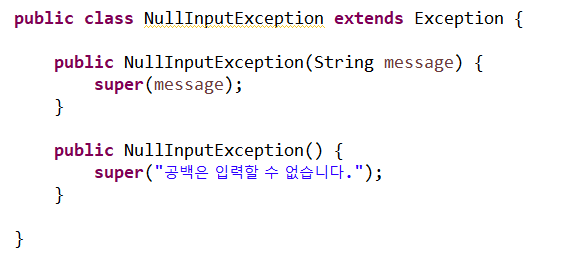 public class NullInputException extends Exception {
public NullInputException(String message) {
super(message);
}
public NullInputException() {
super("공백은 입력할 수 없습니다.");
}
}